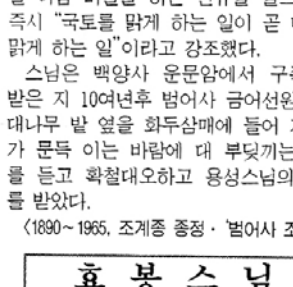 즉시 “국토를 맑게 하는 일이 곧
맑게 하는 일”이라고 강조했다.
스님은 백양사 운문암에서 구
받은 지 10여년후 범어사 금어선원
대나무 밭 옆을 화두삼매에 들어
가 문득 이는 바람에 대 부딪끼는
를 듣고 확철대오하고 용성스님의
를 받았다.
〈1890~1965, 조계종 종정·‘범어사 조
효 봉 스 님